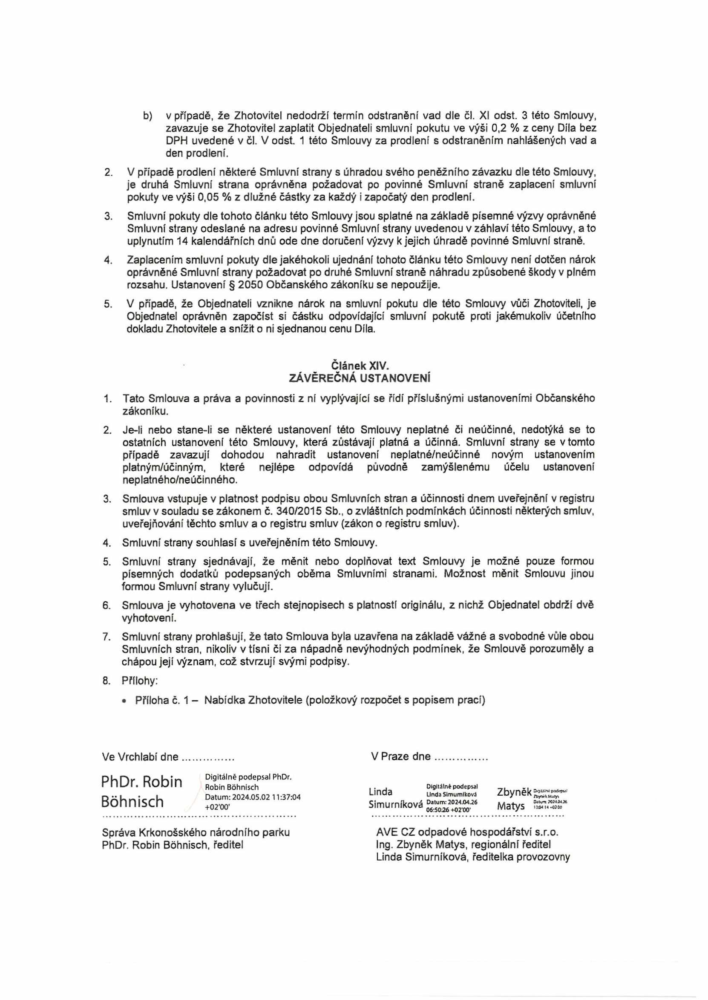 b) v případě, že Zhotovitel nedodrží termín odstranění vad dle čl. XI odst. 3 této Smlouvy,
zavazuje se Zhotovitel zaplatit Objednateli smluvní pokutu ve výši 0,2 % z ceny Díla bez
DPH uvedené v čl. V odst. 1 této Smlouvy za prodlení s odstraněním nahlášených vad a
den prodlení.
2. V případě prodlení některé Smluvní strany s úhradou svého peněžního závazku dle této Smlouvy,
je druhá Smluvní strana oprávněna požadovat po povinné Smluvní straně zaplacení smluvní
pokuty ve výši 0,05 % z dlužné částky za každý i započatý den prodlení.
3. Smluvní pokuty dle tohoto článku této Smlouvy jsou splatné na základě písemné výzvy oprávněné
Smluvní strany odeslané na adresu povinné Smluvní strany uvedenou v záhlaví této Smlouvy, a to
uplynutím 14 kalendářních dnů ode dne doručení výzvy k jejich úhradě povinné Smluvní straně.
4. Zaplacením smluvní pokuty dle jakéhokoli ujednání tohoto článku této Smlouvy není dotčen nárok
oprávněné Smluvní strany požadovat po druhé Smluvní straně náhradu způsobené škody v plném
rozsahu. Ustanovení § 2050 Občanského zákoníku se nepoužije.
5. V případě, že Objednateli vznikne nárok na smluvní pokutu dle této Smlouvy vůči Zhotoviteli, je
Objednatel oprávněn započíst si částku odpovídající smluvní pokutě proti jakémukoliv účetního
dokladu Zhotovitele a snížit o ni sjednanou cenu Díla.
Článek XIV.
ZÁVĚREČNÁ USTANOVENÍ
1. Tato Smlouva a práva a povinnosti z ní vyplývající se řídí příslušnými ustanoveními Občanského
zákoníku.
2. Je-li nebo stane-li se některé ustanovení této Smlouvy neplatné či neúčinné, nedotýká se to
ostatních ustanovení této Smlouvy, která zůstávají platná a účinná. Smluvní strany se v tomto
případě zavazují dohodou nahradit ustanovení neplatné/neúčinné novým ustanovením
platným/účinným, které nejlépe odpovídá původně zamýšlenému účelu ustanovení
neplatného/neúčinného.
3. Smlouva vstupuje v platnost podpisu obou Smluvních stran a účinnosti dnem uveřejnění v registru
smluv v souladu se zákonem č. 340/2015 Sb., o zvláštních podmínkách účinnosti některých smluv,
uveřejňování těchto smluv a o registru smluv (zákon o registru smluv).
4. Smluvní strany souhlasí s uveřejněním této Smlouvy.
5. Smluvní strany sjednávají, že měnit nebo doplňovat text Smlouvy je možné pouze formou
písemných dodatků podepsaných oběma Smluvními stranami. Možnost měnit Smlouvu jinou
formou Smluvní strany vylučují.
6. Smlouva je vyhotovena ve třech stejnopisech s platností originálu, z nichž Objednatel obdrží dvě
vyhotovení.
7. Smluvní strany prohlašují, že tato Smlouva byla uzavřena na základě vážné a svobodné vůle obou
Smluvních stran, nikoliv v tísni či za nápadně nevýhodných podmínek, že Smlouvě porozuměly a
chápou její význam, což stvrzují svými podpisy.
8. Přílohy:
• Příloha č. 1 – Nabídka Zhotovitele (položkový rozpočet s popisem prací)
Ve Vrchlabí dne ...............
PhDr. Robin
Böhnisch
Digitálně podepsal PhDr.
Robin Böhnisch
Datum: 2024.05.02 11:37:04
+02'00'
Správa Krkonošského národního parku
PhDr. Robin Böhnisch, ředitel
V Praze dne ...............
Linda
Simurníková
Digitálně podepsal
Linda Simurníková
Datum: 2024.04.26
06:50:26 +02'00'
Zbyněk
Matys
Digitálně podepsal
Zbyněk Matys
Datum: 2024.04.26
13:04:14 +02'00'
AVE CZ odpadové hospodářství s.r.o.
Ing. Zbyněk Matys, regionální ředitel
Linda Simurníková, ředitelka provozovny